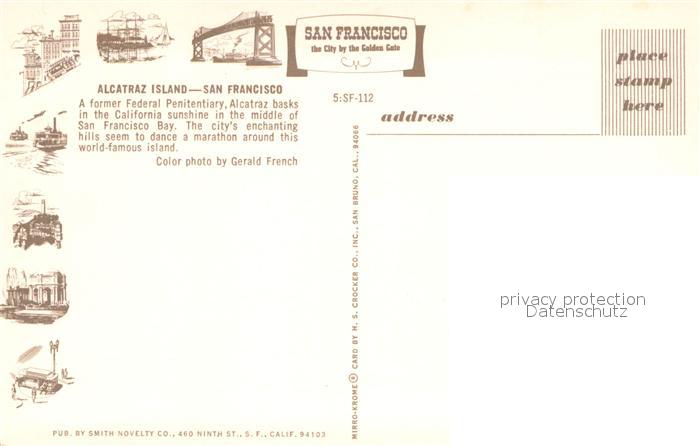 SAN FRANCISCO
the City by the Golden Gate
place
stamp
here
ALCATRAZ ISLAND—SAN FRANCISCO
A former Federal Penitentiary, Alcatraz basks
in the California sunshine in the middle of
San Francisco Bay. The city's enchanting
hills seem to dance a marathon around this
world-famous island.
Color photo by Gerald French
5:SF-112
address
MIRRO-KROME® CARD BY H. S. CROCKER CO., INC., SAN BRUNO, CAL., 94066
privacy protection
Datenschutz
PUB. BY SMITH NOVELTY CO., 460 NINTH ST., S. F., CALIF. 94103